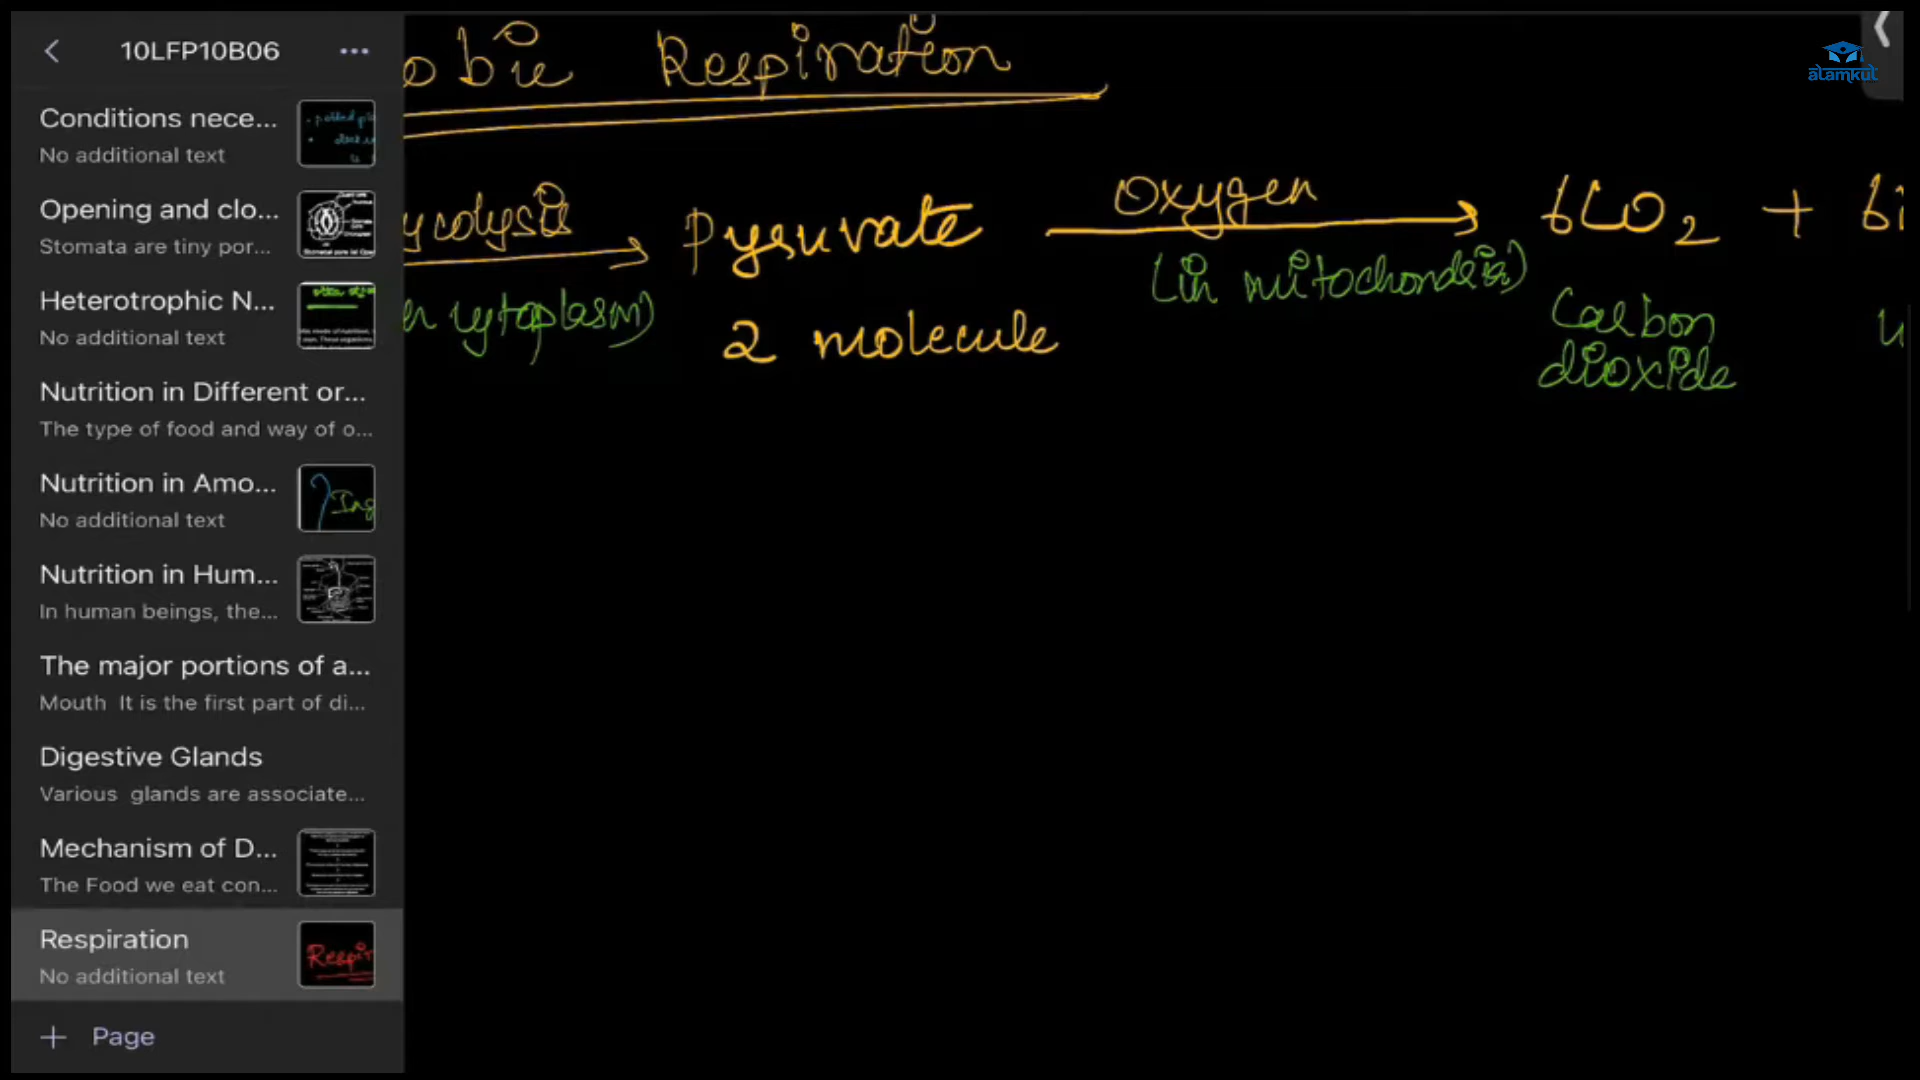 10LFP10B06
Conditions nece...
No additional text
Opening and clo...
Stomata are tiny por...
Heterotrophic N...
No additional text
Nutrition in Different or...
The type of food and way of o...
Nutrition in Amo...
No additional text
Nutrition in Hum...
In human beings, the...
The major portions of a...
Mouth It is the first part of di...
Digestive Glands
Various glands are associate...
Mechanism of D...
The Food we eat con...
Respiration
No additional text
+ Page
obic Respiration
ycolysis
Pyruvate
Oxygen
6CO2 + 6
n cytoplasm)
2 molecule
(in mitochondria)
Carbon
dioxide
alamkul